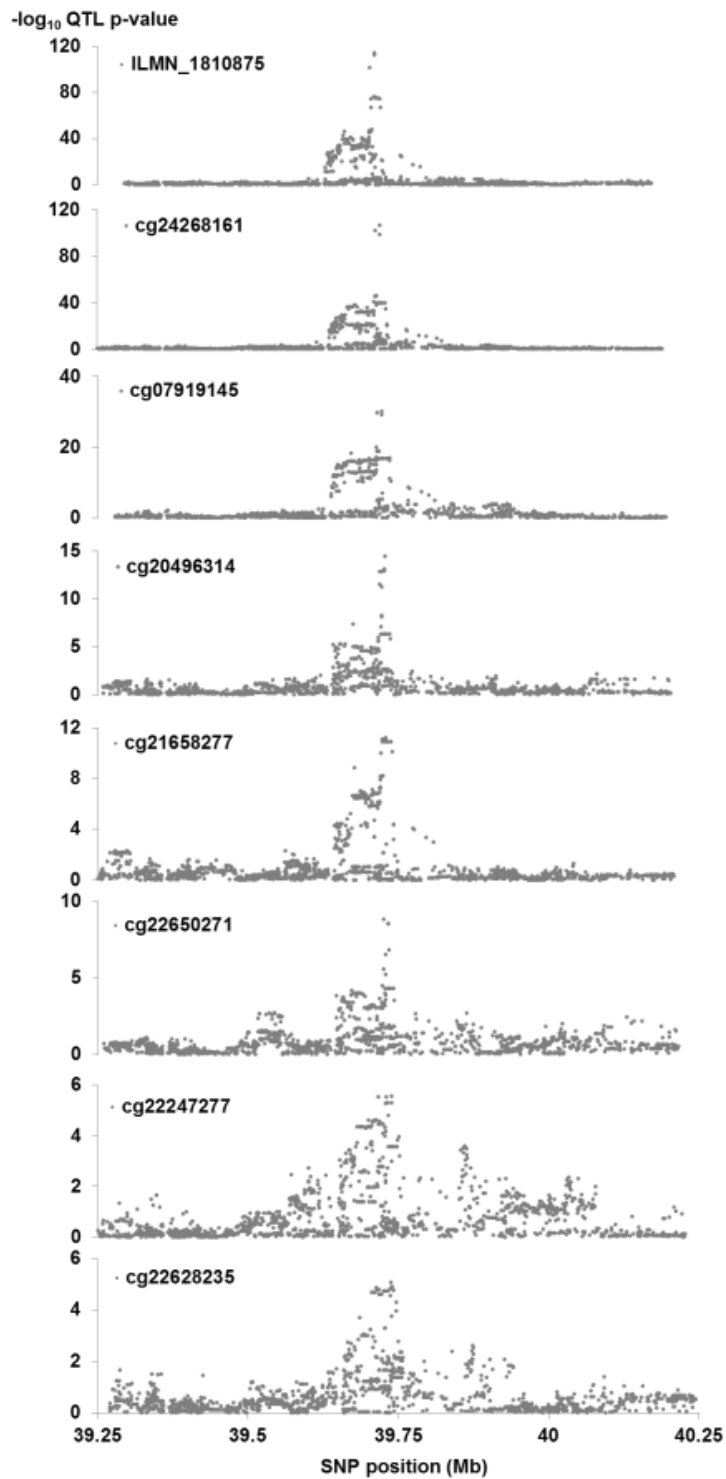 -log₁₀ QTL p-value
120
ILMN_1810875
80
40
0
120
cg24268161
80
40
0
40
cg07919145
20
0
15
cg20496314
10
5
0
12
cg21658277
8
4
0
10
cg22650271
5
0
6
cg22247277
4
2
0
6
cg22628235
4
2
0
39.25 39.5 39.75 40 40.25
SNP position (Mb)